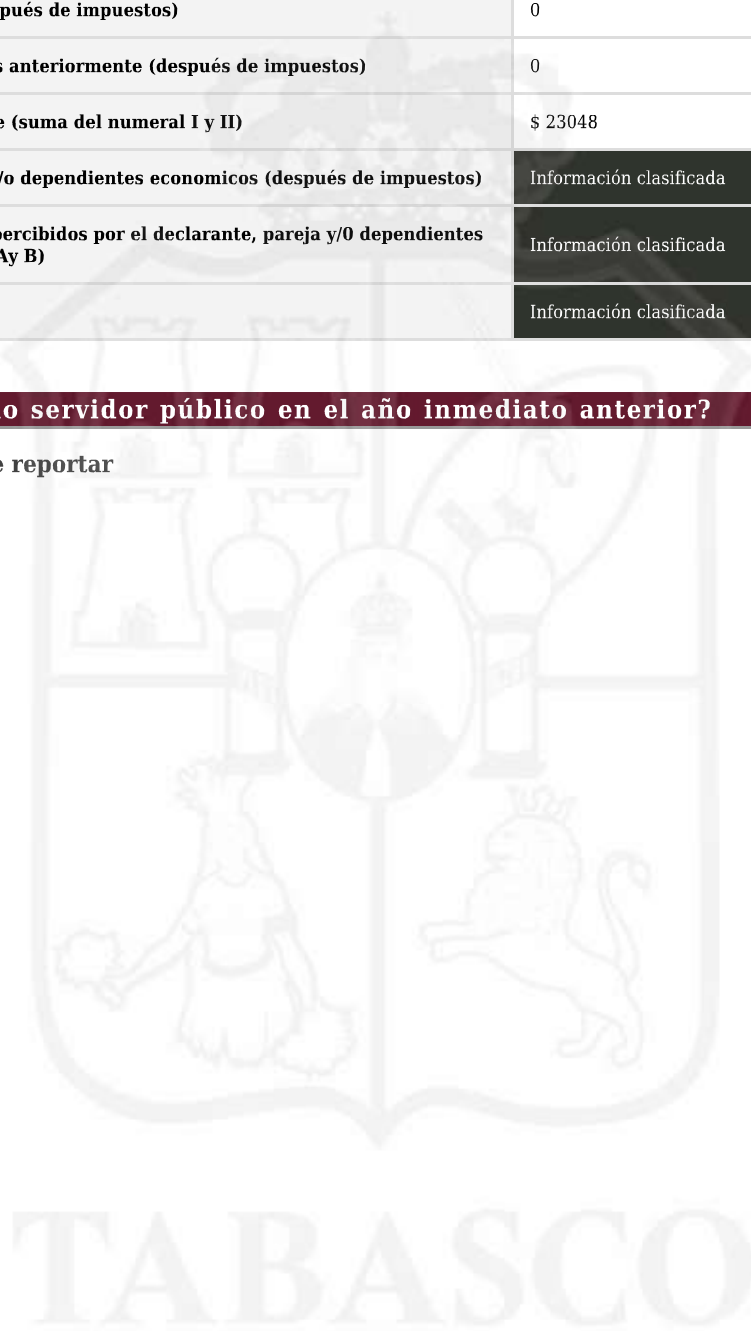 pués de impuestos)
0
s anteriormente (después de impuestos)
0
e (suma del numeral I y II)
$ 23048
/o dependientes economicos (después de impuestos)
Información clasificada
percibidos por el declarante, pareja y/0 dependientes
Ay B)
Información clasificada
Información clasificada
o servidor público en el año inmediato anterior?
e reportar
TABASCO